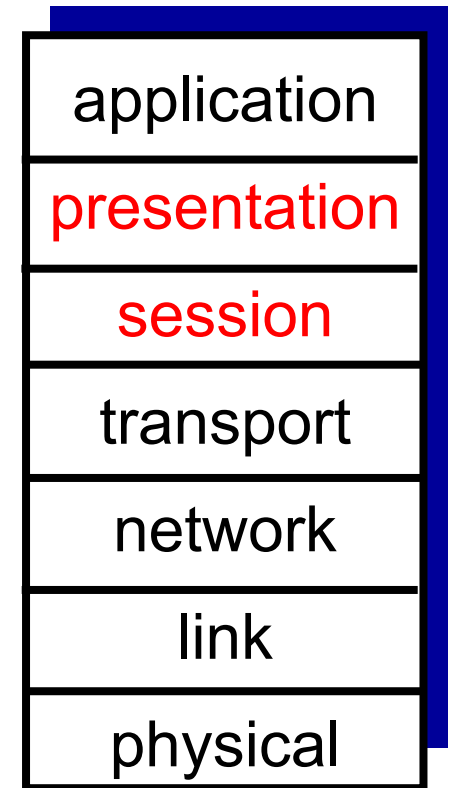 application
presentation
session
transport
network
link
physical